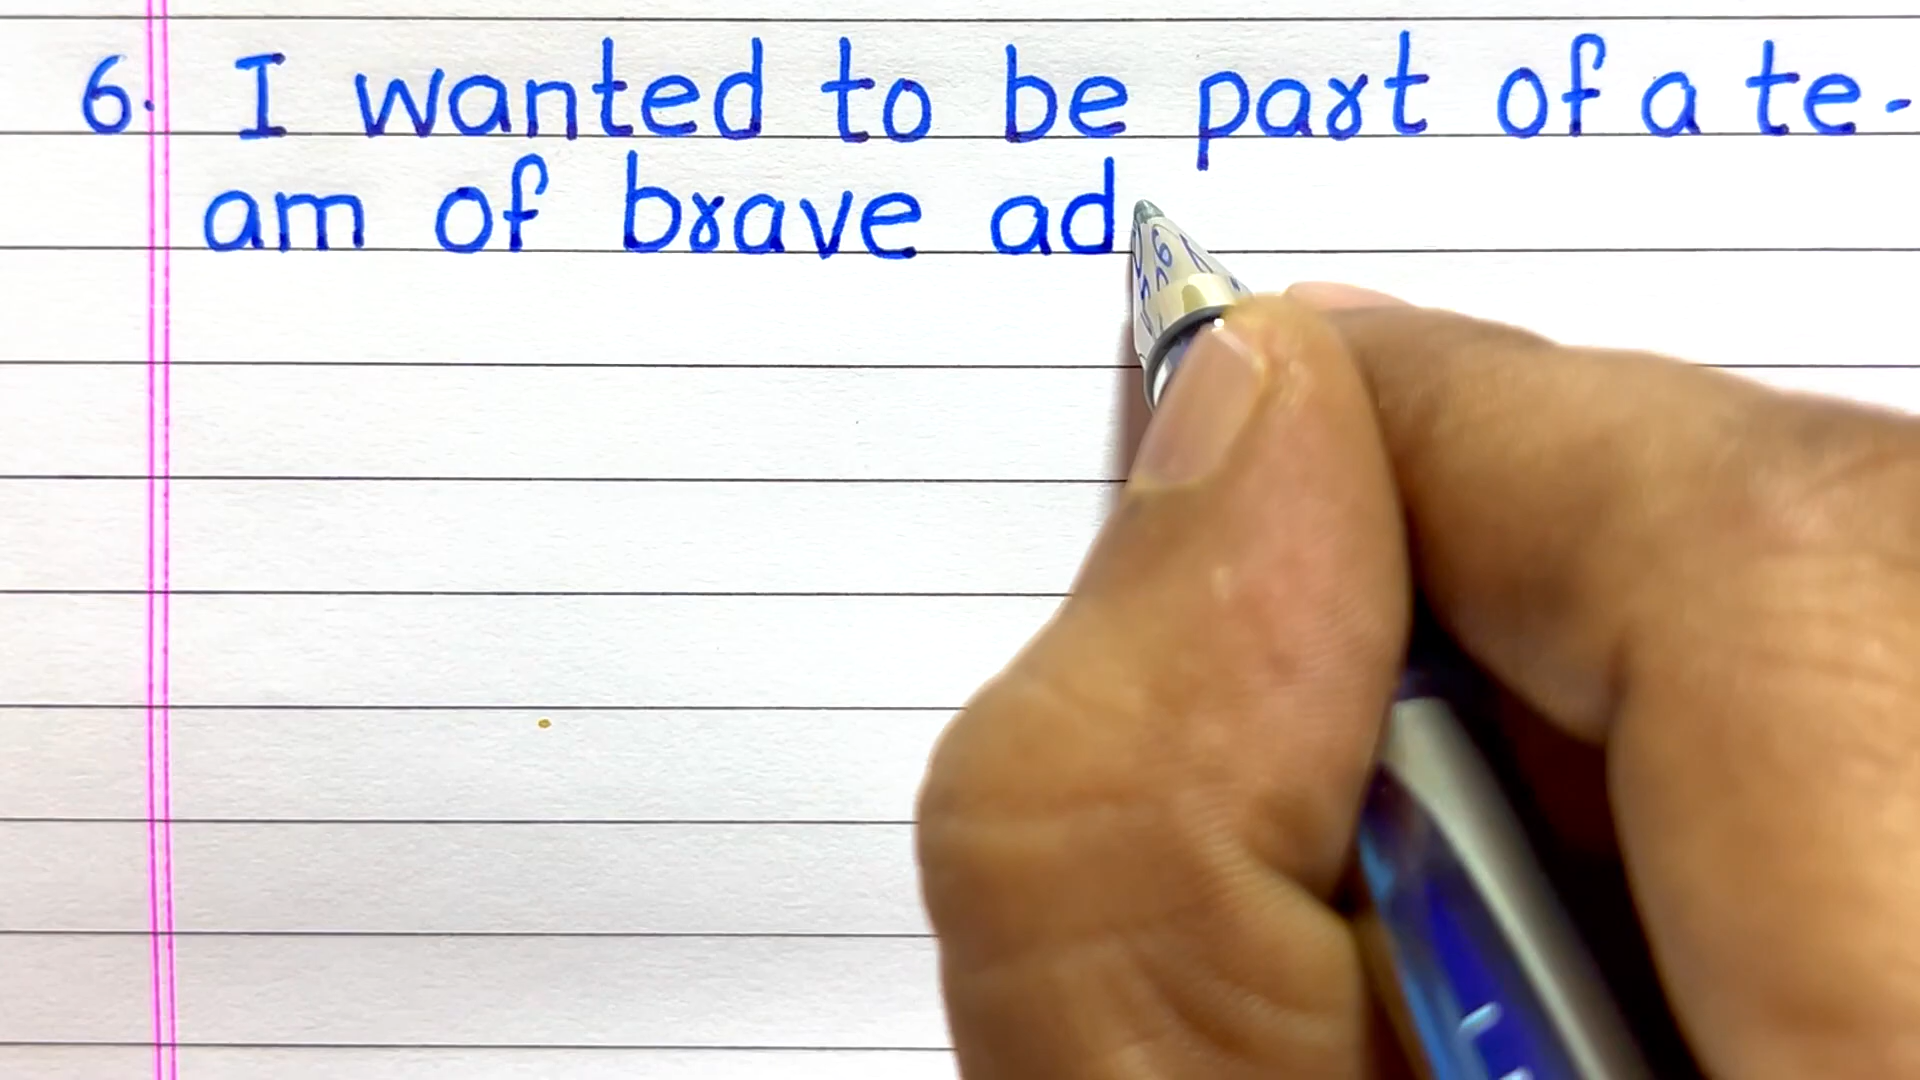 6. I wanted to be part of a te-
am of brave ad